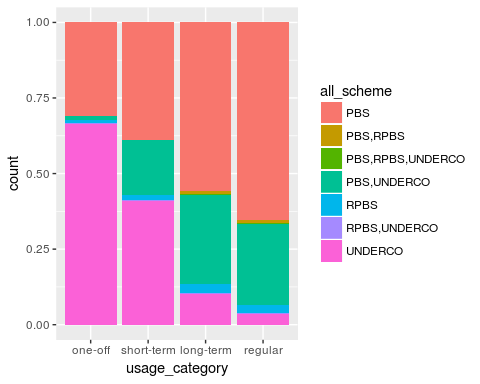 1.00
0.75
0.50
0.25
0.00
count
one-off short-term long-term regular
usage_category
all_scheme
PBS
PBS,RPBS
PBS,RPBS,UNDERCO
PBS,UNDERCO
RPBS
RPBS,UNDERCO
UNDERCO